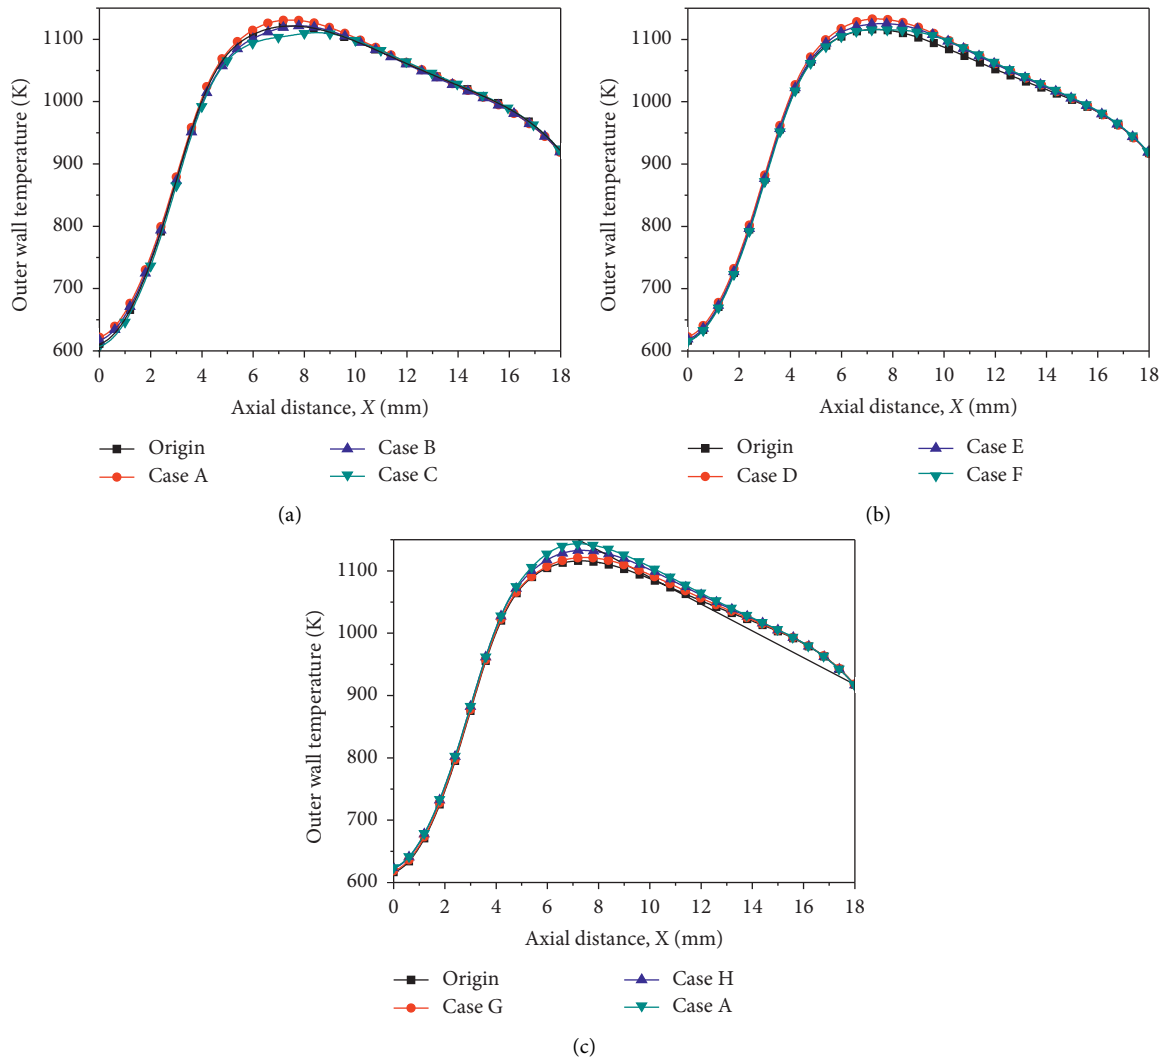 1100
1000
900
800
700
600
Outer wall temperature (K)
0 2 4 6 8 10 12 14 16 18
Axial distance, X (mm)
Origin
Case A
Case B
Case C
(a)
1100
1000
900
800
700
600
Outer wall temperature (K)
0 2 4 6 8 10 12 14 16 18
Axial distance, X (mm)
Origin
Case D
Case E
Case F
(b)
1100
1000
900
800
700
600
Outer wall temperature (K)
0 2 4 6 8 10 12 14 16 18
Axial distance, X (mm)
Origin
Case G
Case H
Case A
(c)